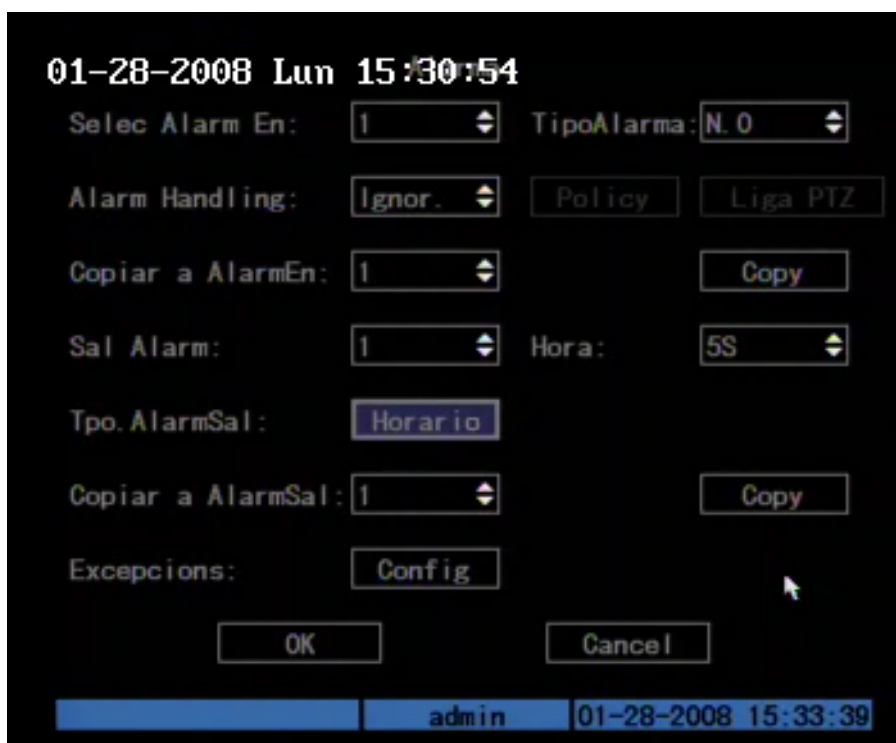 01-28-2008 Lun 15:30:54
Selec Alarm En: 1 TipoAlarma: N.O
Alarm Handling: Ignor. Policy Liga PTZ
Copiar a AlarmEn: 1 Copy
Sal Alarm: 1 Hora: 5S
Tpo.AlarmSal: Horario
Copiar a AlarmSal: 1 Copy
Excepcions: Config
OK Cancel
admin 01-28-2008 15:33:39